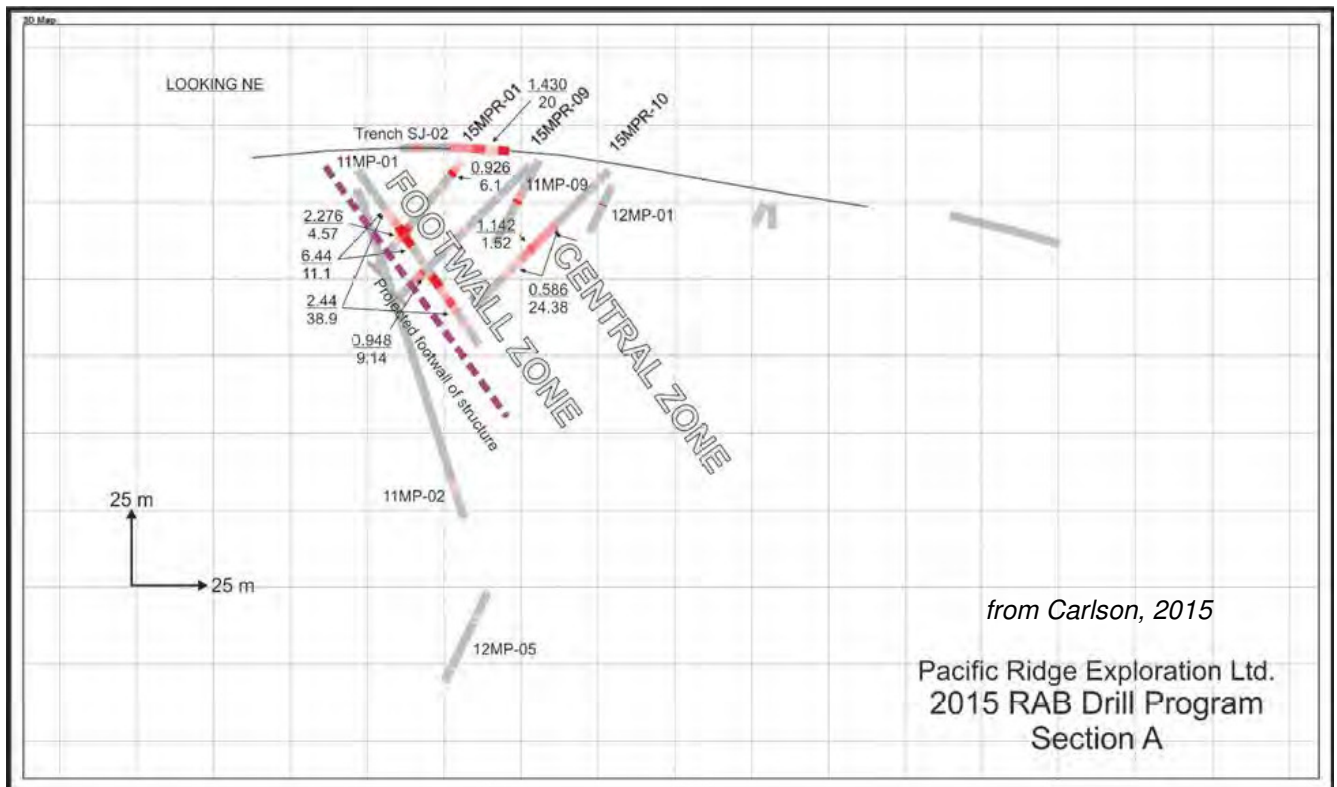 3D Map
LOOKING NE
Trench SJ-02
15MPR-01
1.430
20
15MPR-09
15MPR-10
11MP-01
0.926
6.1
11MP-09
12MP-01
2.276
4.57
6.44
11.1
2.44
38.9
0.948
9.14
1.142
1.52
0.586
24.38
FOOTWALL ZONE
CENTRAL ZONE
Projected footwall of structure
11MP-02
25 m
25 m
12MP-05
from Carlson, 2015
Pacific Ridge Exploration Ltd.
2015 RAB Drill Program
Section A